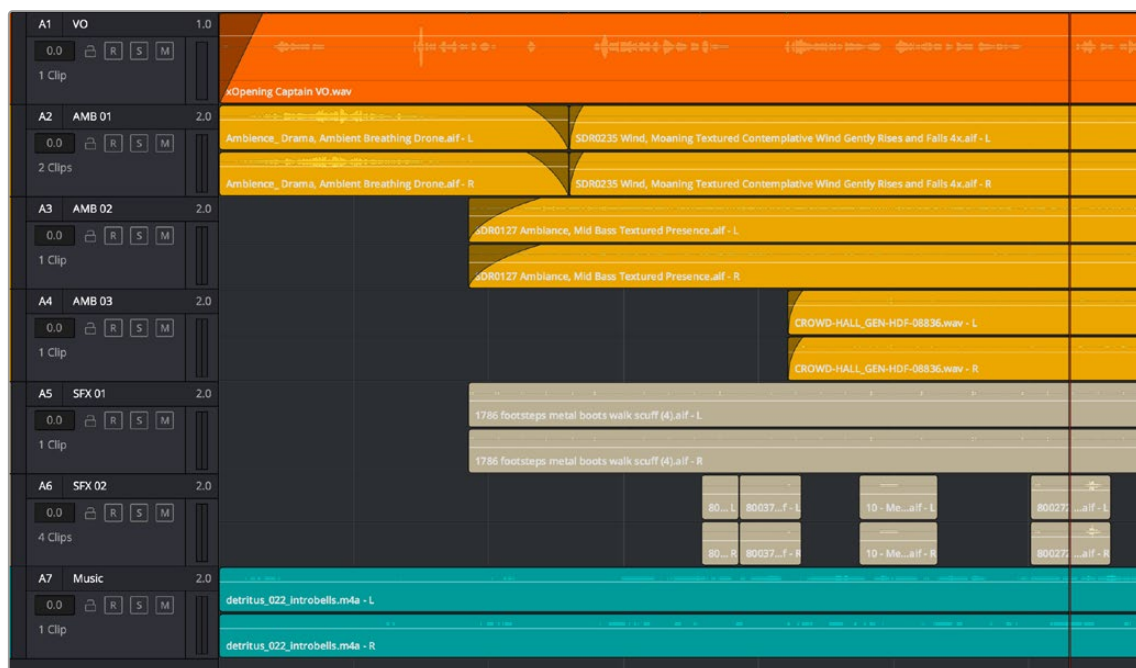 A1 VO 1.0
0.0 R S M
1 Clip
xOpening Captain VO.wav
A2 AMB 01 2.0
Ambience_ Drama, Ambient Breathing Drone.aif - L SDR0235 Wind, Moaning Textured Contemplative Wind Gently Rises and Falls 4x.aif - L
0.0 R S M
2 Clips
Ambience_ Drama, Ambient Breathing Drone.aif - R SDR0235 Wind, Moaning Textured Contemplative Wind Gently Rises and Falls 4x.aif - R
A3 AMB 02 2.0
SDR0127 Ambiance, Mid Bass Textured Presence.aif - L
0.0 R S M
1 Clip
SDR0127 Ambiance, Mid Bass Textured Presence.aif - R
A4 AMB 03 2.0
CROWD-HALL_GEN-HDF-08836.wav - L
0.0 R S M
1 Clip
CROWD-HALL_GEN-HDF-08836.wav - R
A5 SFX 01 2.0
1786 footsteps metal boots walk scuff (4).aif - L
0.0 R S M
1 Clip
1786 footsteps metal boots walk scuff (4).aif - R
A6 SFX 02 2.0
80... L 80037...f - L 10 - Me...aif - L 800272 ...aif - L
0.0 R S M
4 Clips
80... R 80037...f - R 10 - Me...aif - R 800272 ...aif - R
A7 Music 2.0
detritus_022_introbells.m4a - L
0.0 R S M
1 Clip
detritus_022_introbells.m4a - R